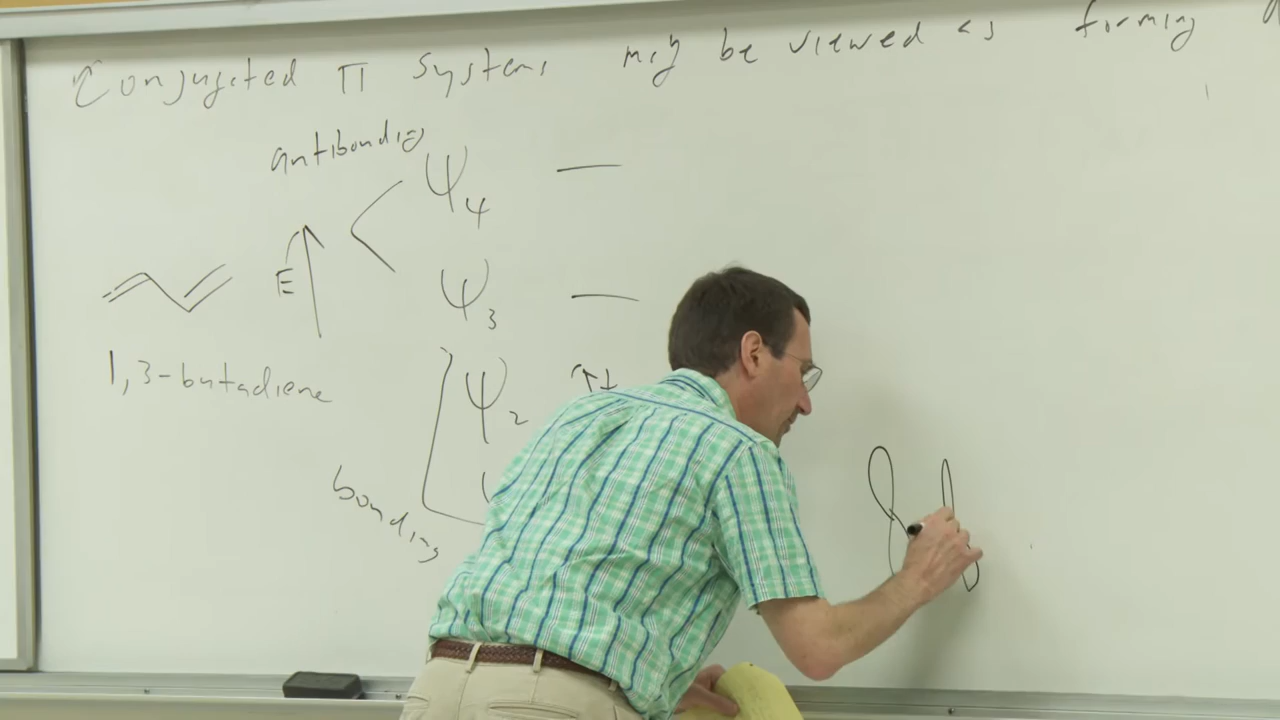 Conjugated π systems may be viewed as forming
antibonding
ψ4
E
ψ3
1,3-butadiene
ψ2
bonding